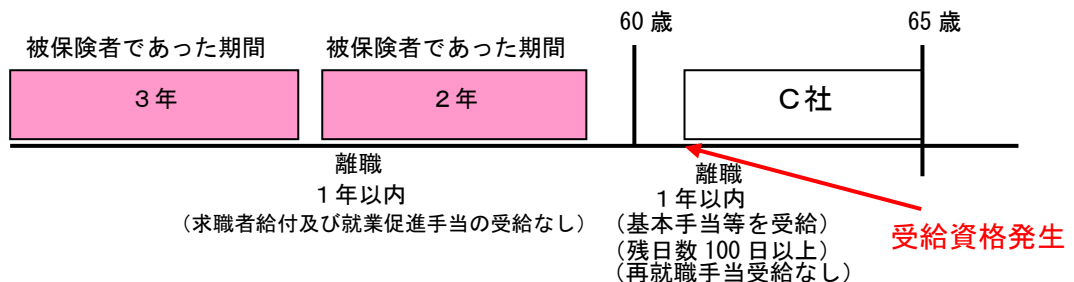 60 歳
65 歳
被保険者であった期間
被保険者であった期間
３年
２年
Ｃ社
離職
１年以内
（求職者給付及び就業促進手当の受給なし）
離職
１年以内
（基本手当等を受給）
（残日数 100 日以上）
（再就職手当受給なし）
受給資格発生